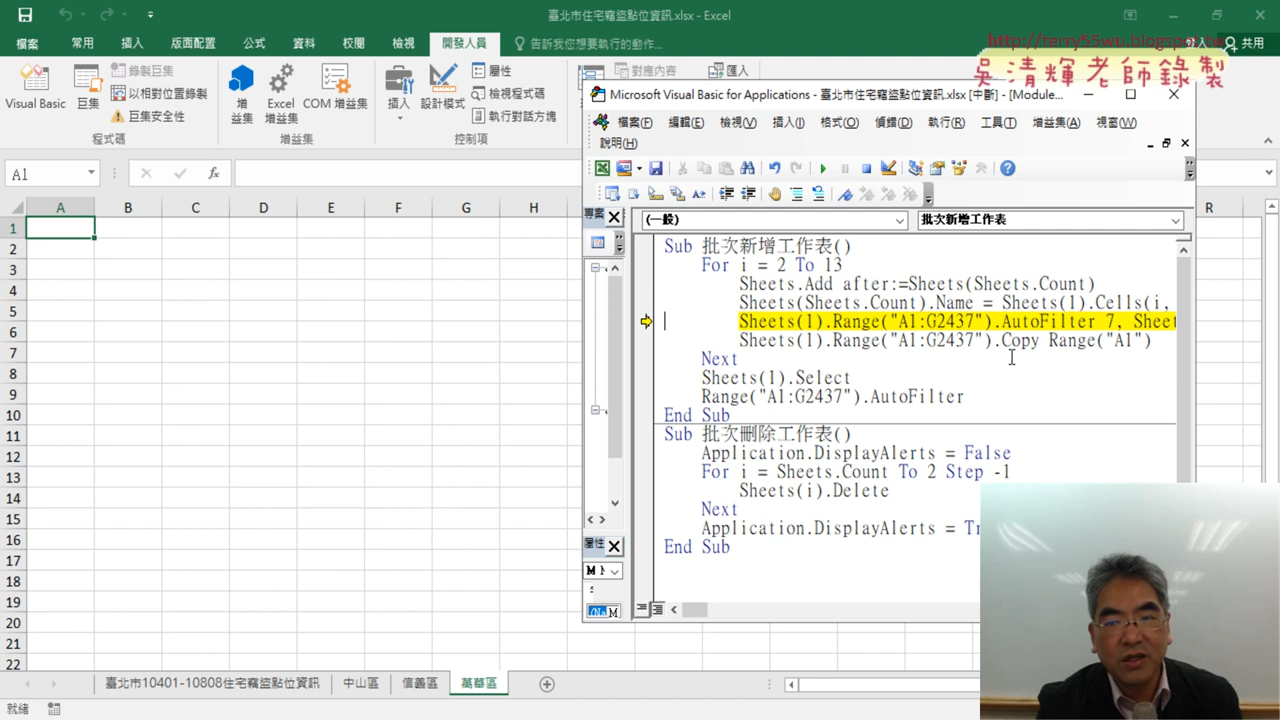 臺北市住宅竊盜點位資訊.xlsx - Excel
檔案 常用 插入 版面配置 公式 資料 校閱 檢視 開發人員 告訴我您想要執行的動作... 登入 共用
http://terry55wu.blogspot.tw
吳清輝老師錄製
Visual Basic 巨集 錄製巨集 以相對位置錄製 巨集安全性
增益集 Excel 增益集 COM 增益集
插入 設計模式 屬性 檢視程式碼 執行對話方塊
對應內容 匯入
程式碼 增益集 控制項
Microsoft Visual Basic for Applications - 臺北市住宅竊盜點位資訊.xlsx [中斷] - [Module...
檔案(F) 編輯(E) 檢視(V) 插入(I) 格式(O) 偵錯(D) 執行(R) 工具(T) 增益集(A) 視窗(W)
說明(H)
A1 fx
A B C D E F G H R
1
2
3
4
5
6
7
8
9
10
11
12
13
14
15
16
17
18
19
20
21
22
專案
屬性
(一般) 批次新增工作表
Sub 批次新增工作表()
For i = 2 To 13
Sheets.Add after:=Sheets(Sheets.Count)
Sheets(Sheets.Count).Name = Sheets(1).Cells(i,
Sheets(1).Range("A1:G2437").AutoFilter 7, Sheet
Sheets(1).Range("A1:G2437").Copy Range("A1")
Next
Sheets(1).Select
Range("A1:G2437").AutoFilter
End Sub
Sub 批次刪除工作表()
Application.DisplayAlerts = False
For i = Sheets.Count To 2 Step -1
Sheets(i).Delete
Next
Application.DisplayAlerts = Tr
End Sub
臺北市10401-10808住宅竊盜點位資訊 中山區 信義區 萬華區
就緒